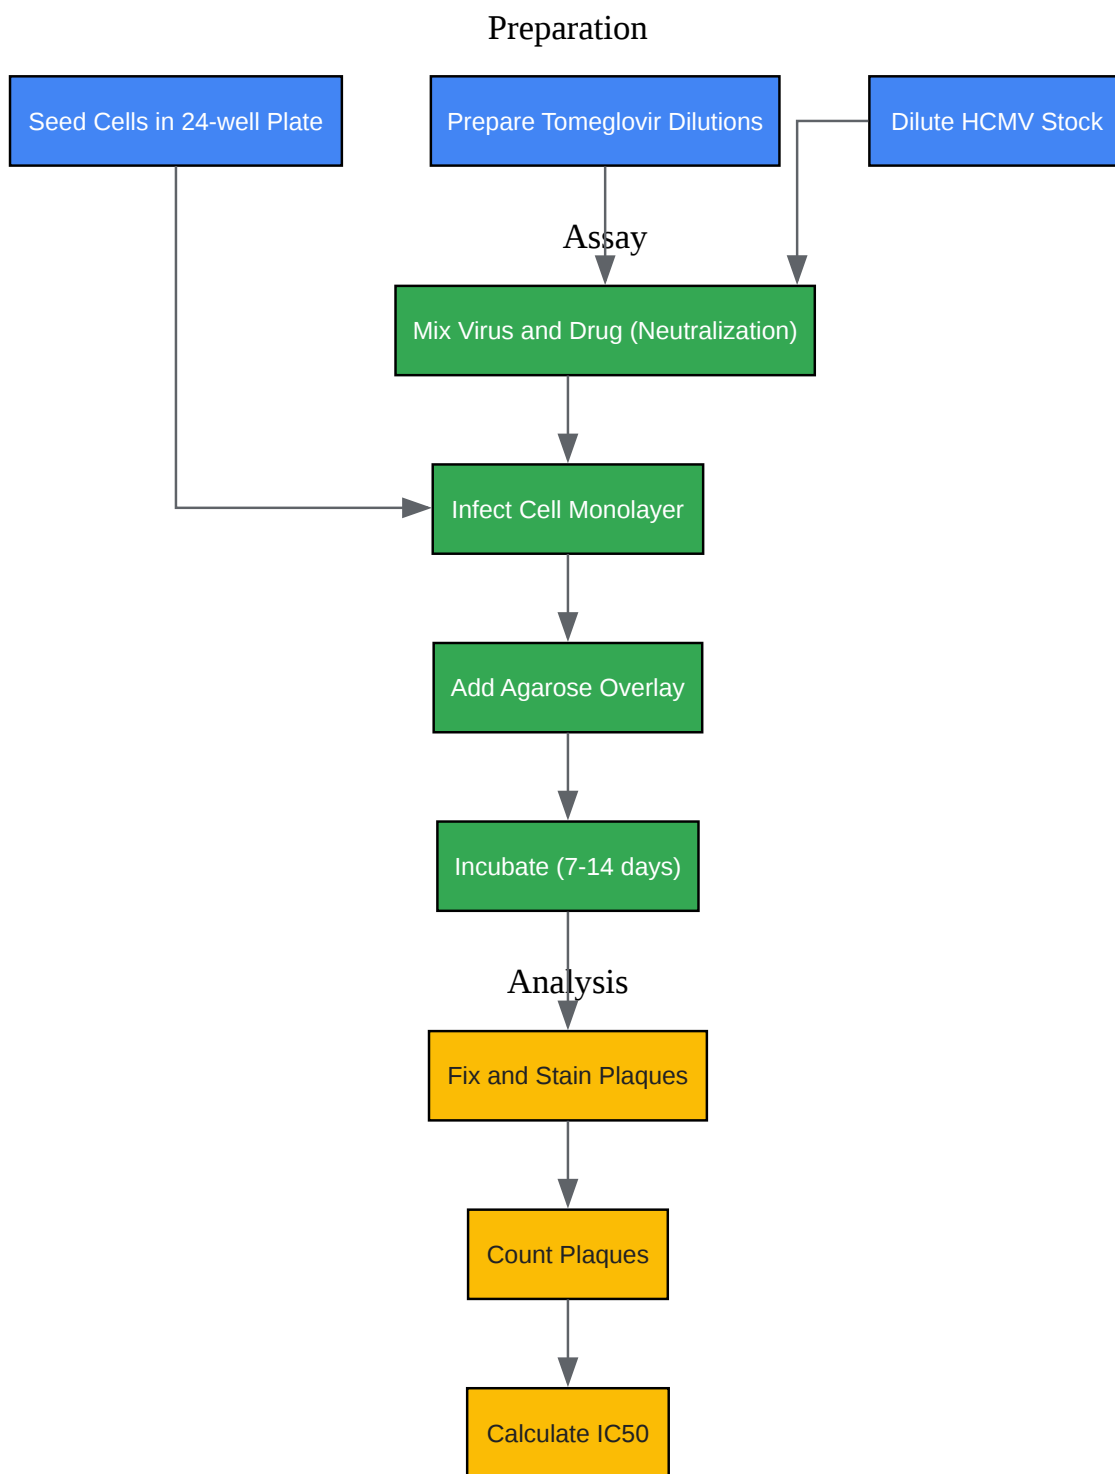 Preparation
Seed Cells in 24-well Plate
Prepare Tomeglovir Dilutions
Dilute HCMV Stock
Assay
Mix Virus and Drug (Neutralization)
Infect Cell Monolayer
Add Agarose Overlay
Incubate (7-14 days)
Analysis
Fix and Stain Plaques
Count Plaques
Calculate IC50